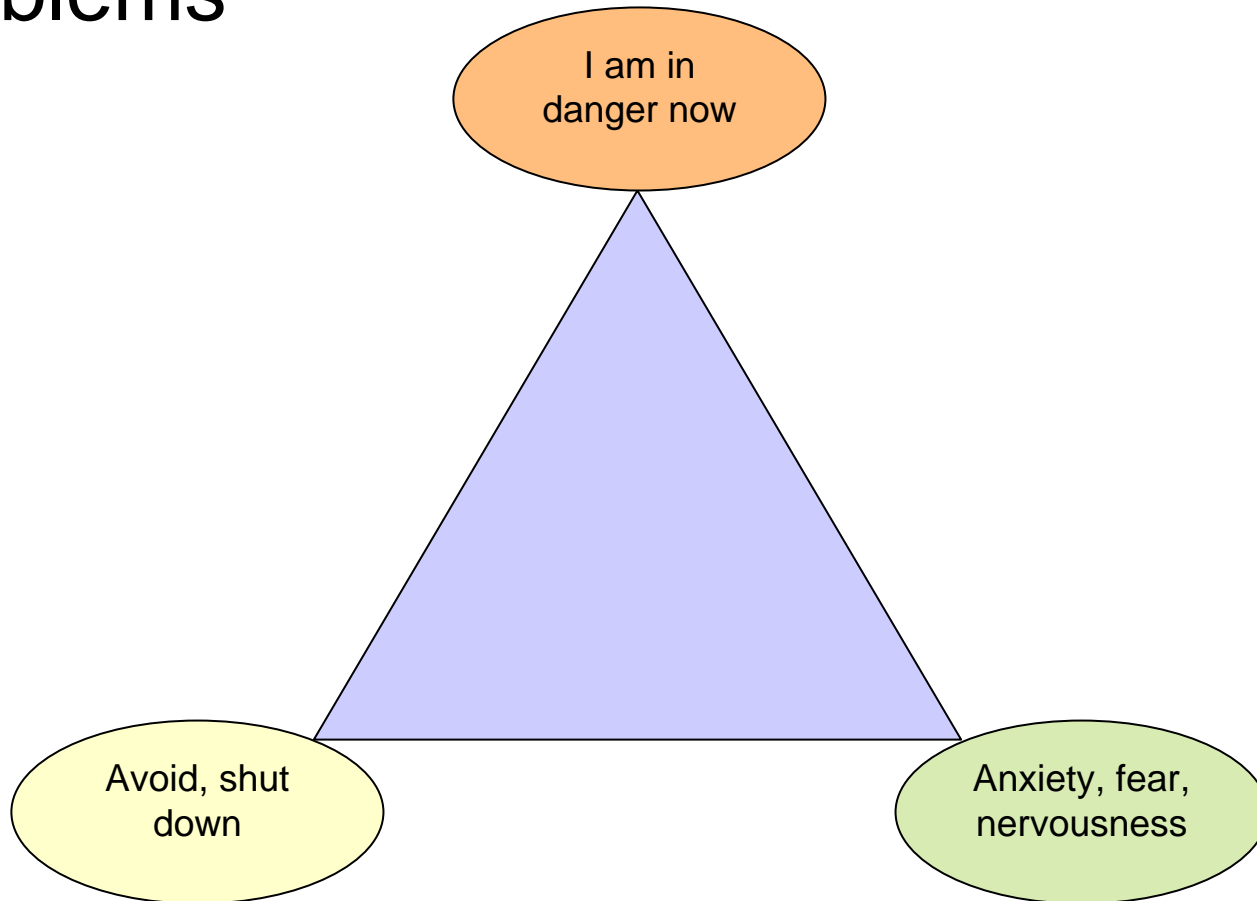 I am in
danger now
Avoid, shut
down
Anxiety, fear,
nervousness